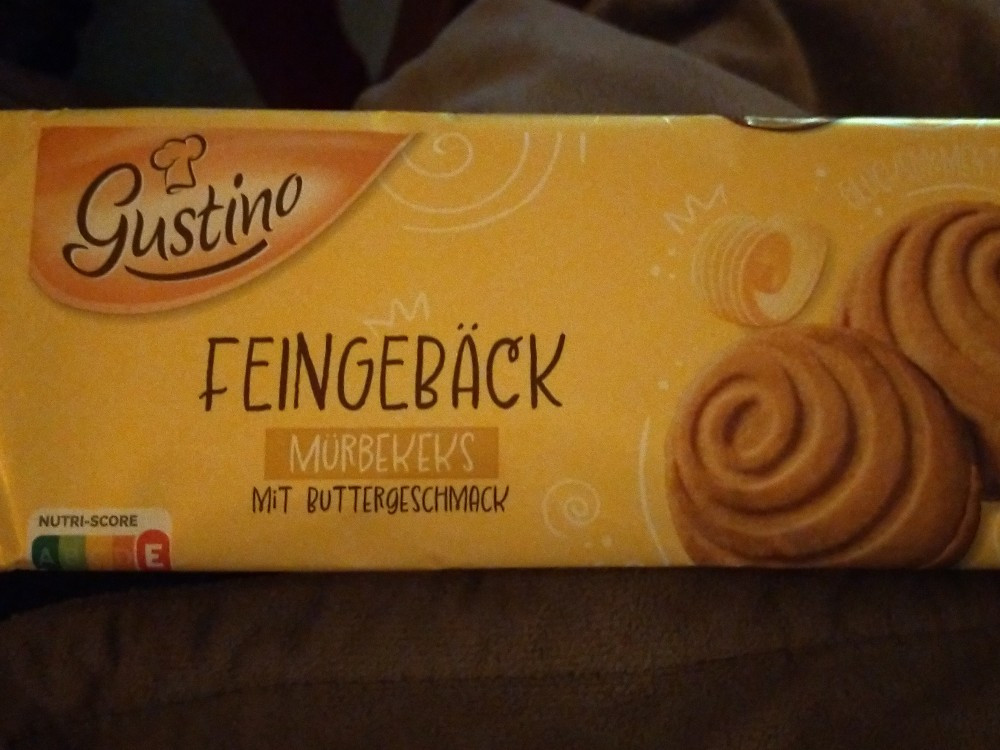 Gustino
FEINGEBÄCK
MÜRBEKEKS
MIT BUTTERGESCHMACK
NUTRI-SCORE
A
E